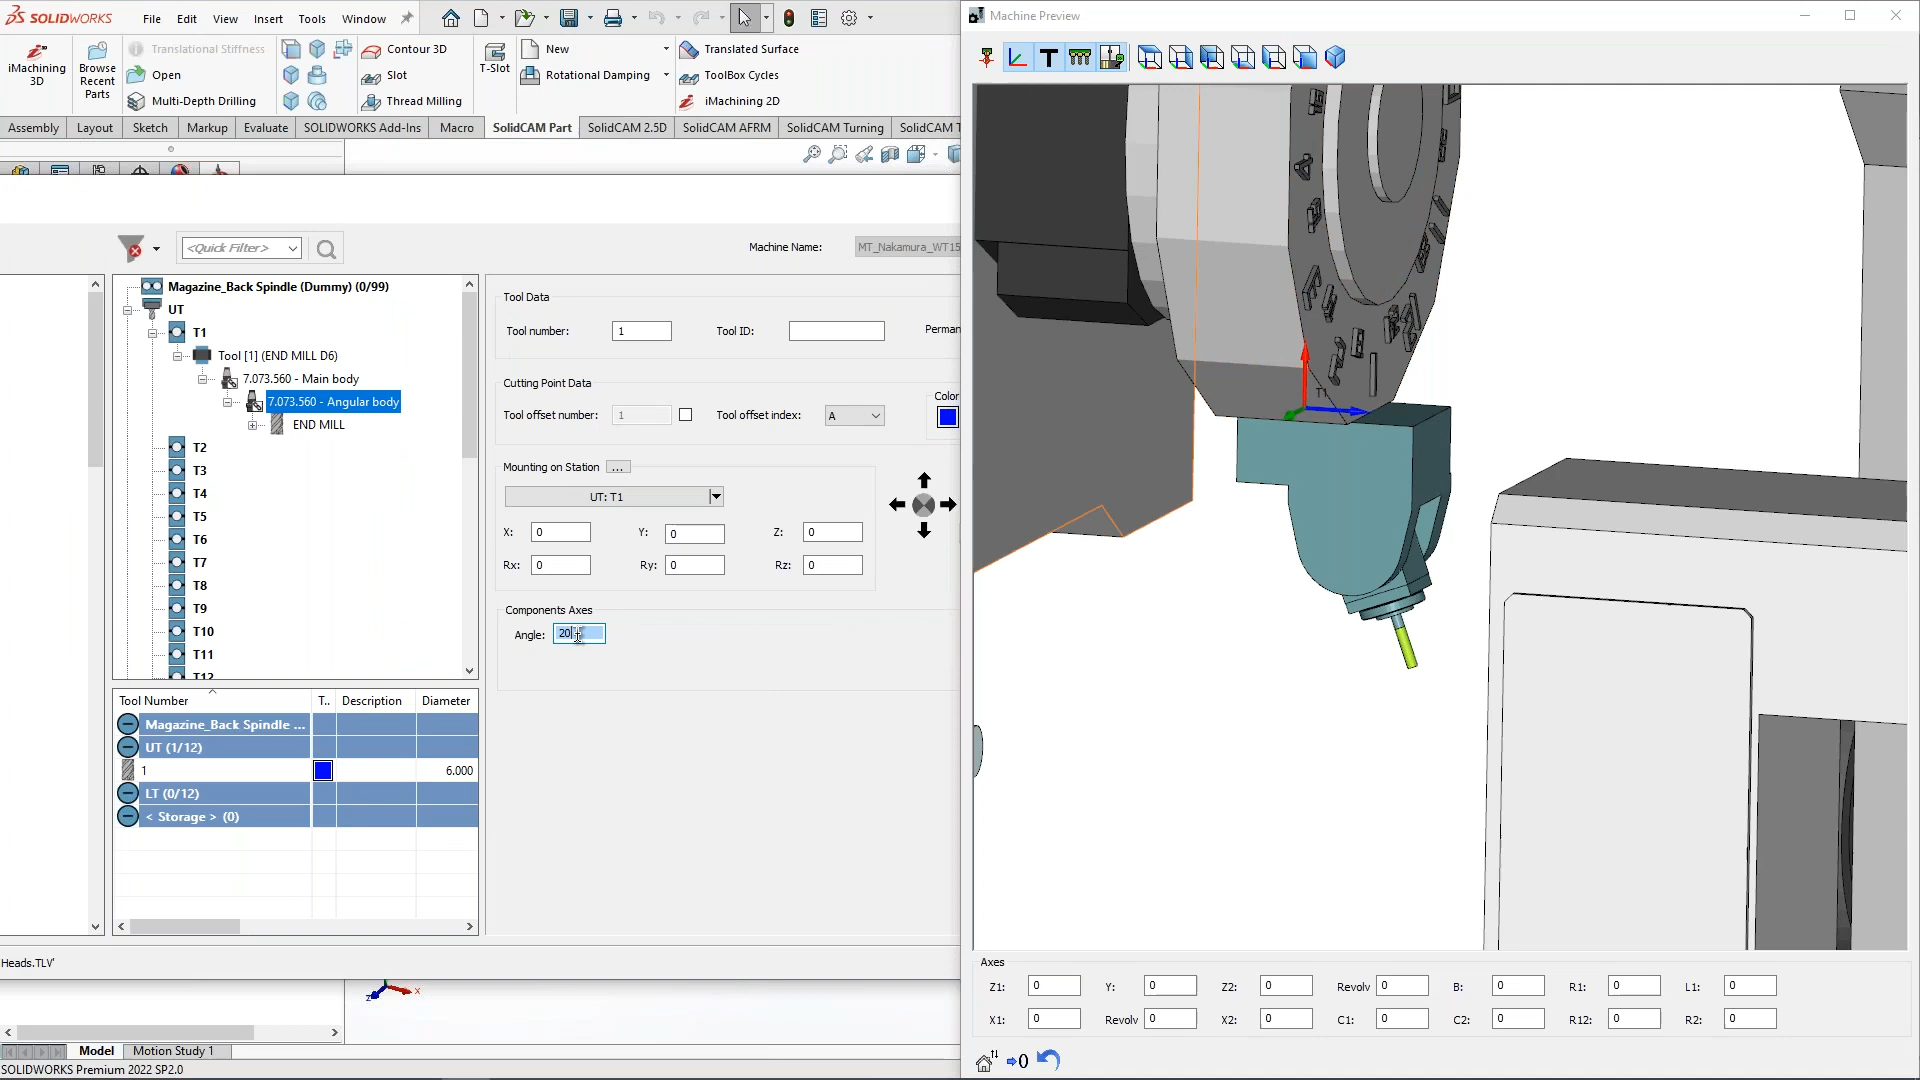 SOLIDWORKS
File
Edit
View
Insert
Tools
Window
Machine Preview
iMachining 3D
Browse Recent Parts
Translational Stiffness
Open
Multi-Depth Drilling
Contour 3D
Slot
Thread Milling
T-Slot
New
Rotational Damping
Translated Surface
ToolBox Cycles
iMachining 2D
Assembly
Layout
Sketch
Markup
Evaluate
SOLIDWORKS Add-Ins
Macro
SolidCAM Part
SolidCAM 2.5D
SolidCAM AFRM
SolidCAM Turning
SolidCAM T
<Quick Filter>
Machine Name:
MT_Nakamura_WT15
Magazine_Back Spindle (Dummy) (0/99)
UT
T1
Tool [1] (END MILL D6)
7.073.560 - Main body
7.073.560 - Angular body
END MILL
T2
T3
T4
T5
T6
T7
T8
T9
T10
T11
T12
Tool Data
Tool number:
1
Tool ID:
Perman
Cutting Point Data
Tool offset number:
1
Tool offset index:
A
Color
Mounting on Station
...
UT: T1
X:
0
Y:
0
Z:
0
Rx:
0
Ry:
0
Rz:
0
Components Axes
Angle:
20
T1
Tool Number
T..
Description
Diameter
Magazine_Back Spindle ...
UT (1/12)
1
6.000
LT (0/12)
< Storage > (0)
Heads.TLV'
z
x
Axes
Z1:
0
Y:
0
Z2:
0
Revolv
0
B:
0
R1:
0
L1:
0
X1:
0
Revolv
0
X2:
0
C1:
0
C2:
0
R12:
0
R2:
0
0
Model
Motion Study 1
SOLIDWORKS Premium 2022 SP2.0